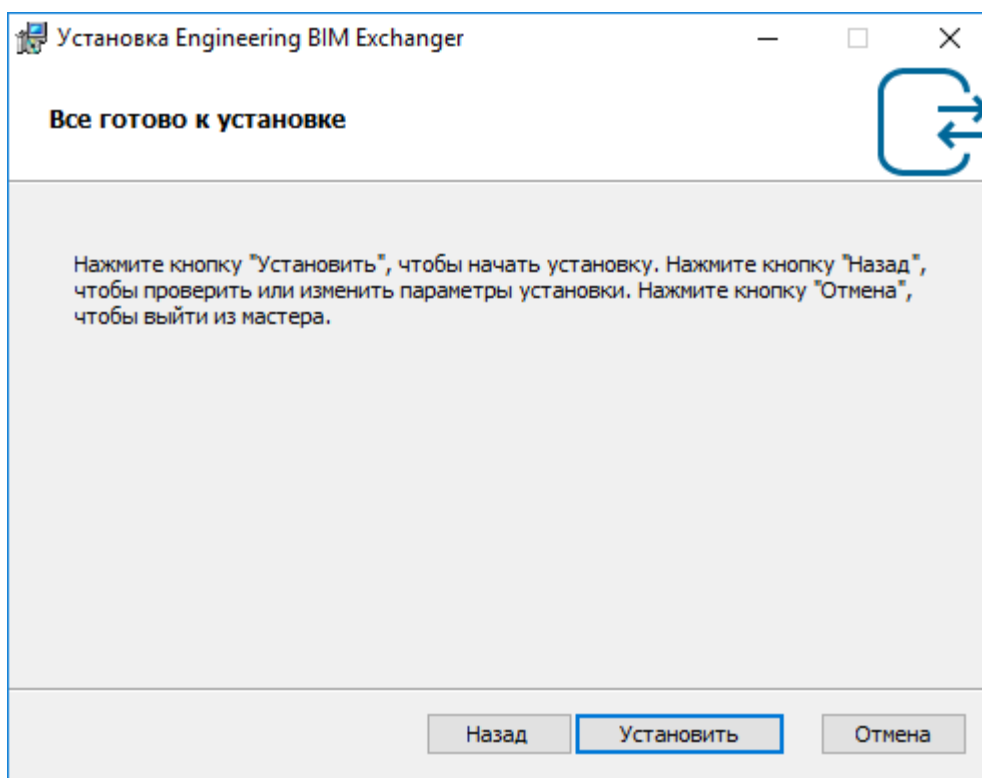 Установка Engineering BIM Exchanger
Все готово к установке
Нажмите кнопку "Установить", чтобы начать установку. Нажмите кнопку "Назад",
чтобы проверить или изменить параметры установки. Нажмите кнопку "Отмена",
чтобы выйти из мастера.
Назад Установить Отмена